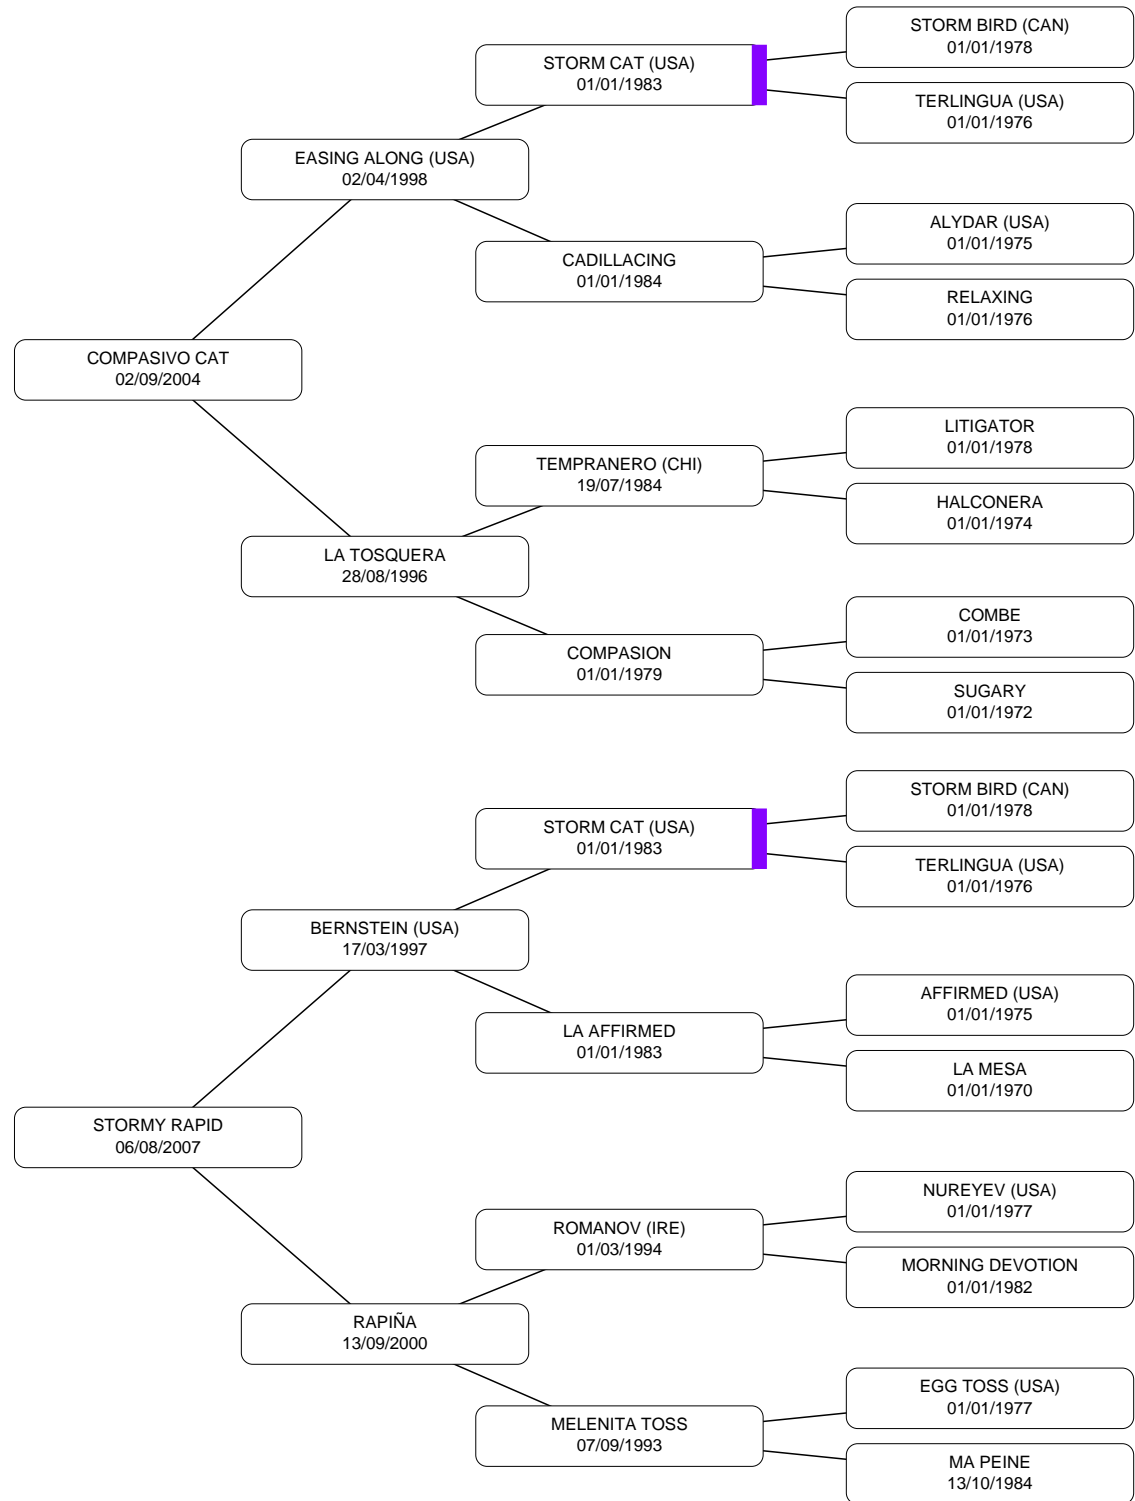 STORM BIRD (CAN)
01/01/1978
STORM CAT (USA)
01/01/1983
TERLINGUA (USA)
01/01/1976
EASING ALONG (USA)
02/04/1998
ALYDAR (USA)
01/01/1975
CADILLACING
01/01/1984
RELAXING
01/01/1976
COMPASIVO CAT
02/09/2004
LITIGATOR
01/01/1978
TEMPRANERO (CHI)
19/07/1984
HALCONERA
01/01/1974
LA TOSQUERA
28/08/1996
COMBE
01/01/1973
COMPASION
01/01/1979
SUGARY
01/01/1972
STORM BIRD (CAN)
01/01/1978
STORM CAT (USA)
01/01/1983
TERLINGUA (USA)
01/01/1976
BERNSTEIN (USA)
17/03/1997
AFFIRMED (USA)
01/01/1975
LA AFFIRMED
01/01/1983
LA MESA
01/01/1970
STORMY RAPID
06/08/2007
NUREYEV (USA)
01/01/1977
ROMANOV (IRE)
01/03/1994
MORNING DEVOTION
01/01/1982
RAPIÑA
13/09/2000
EGG TOSS (USA)
01/01/1977
MELENITA TOSS
07/09/1993
MA PEINE
13/10/1984